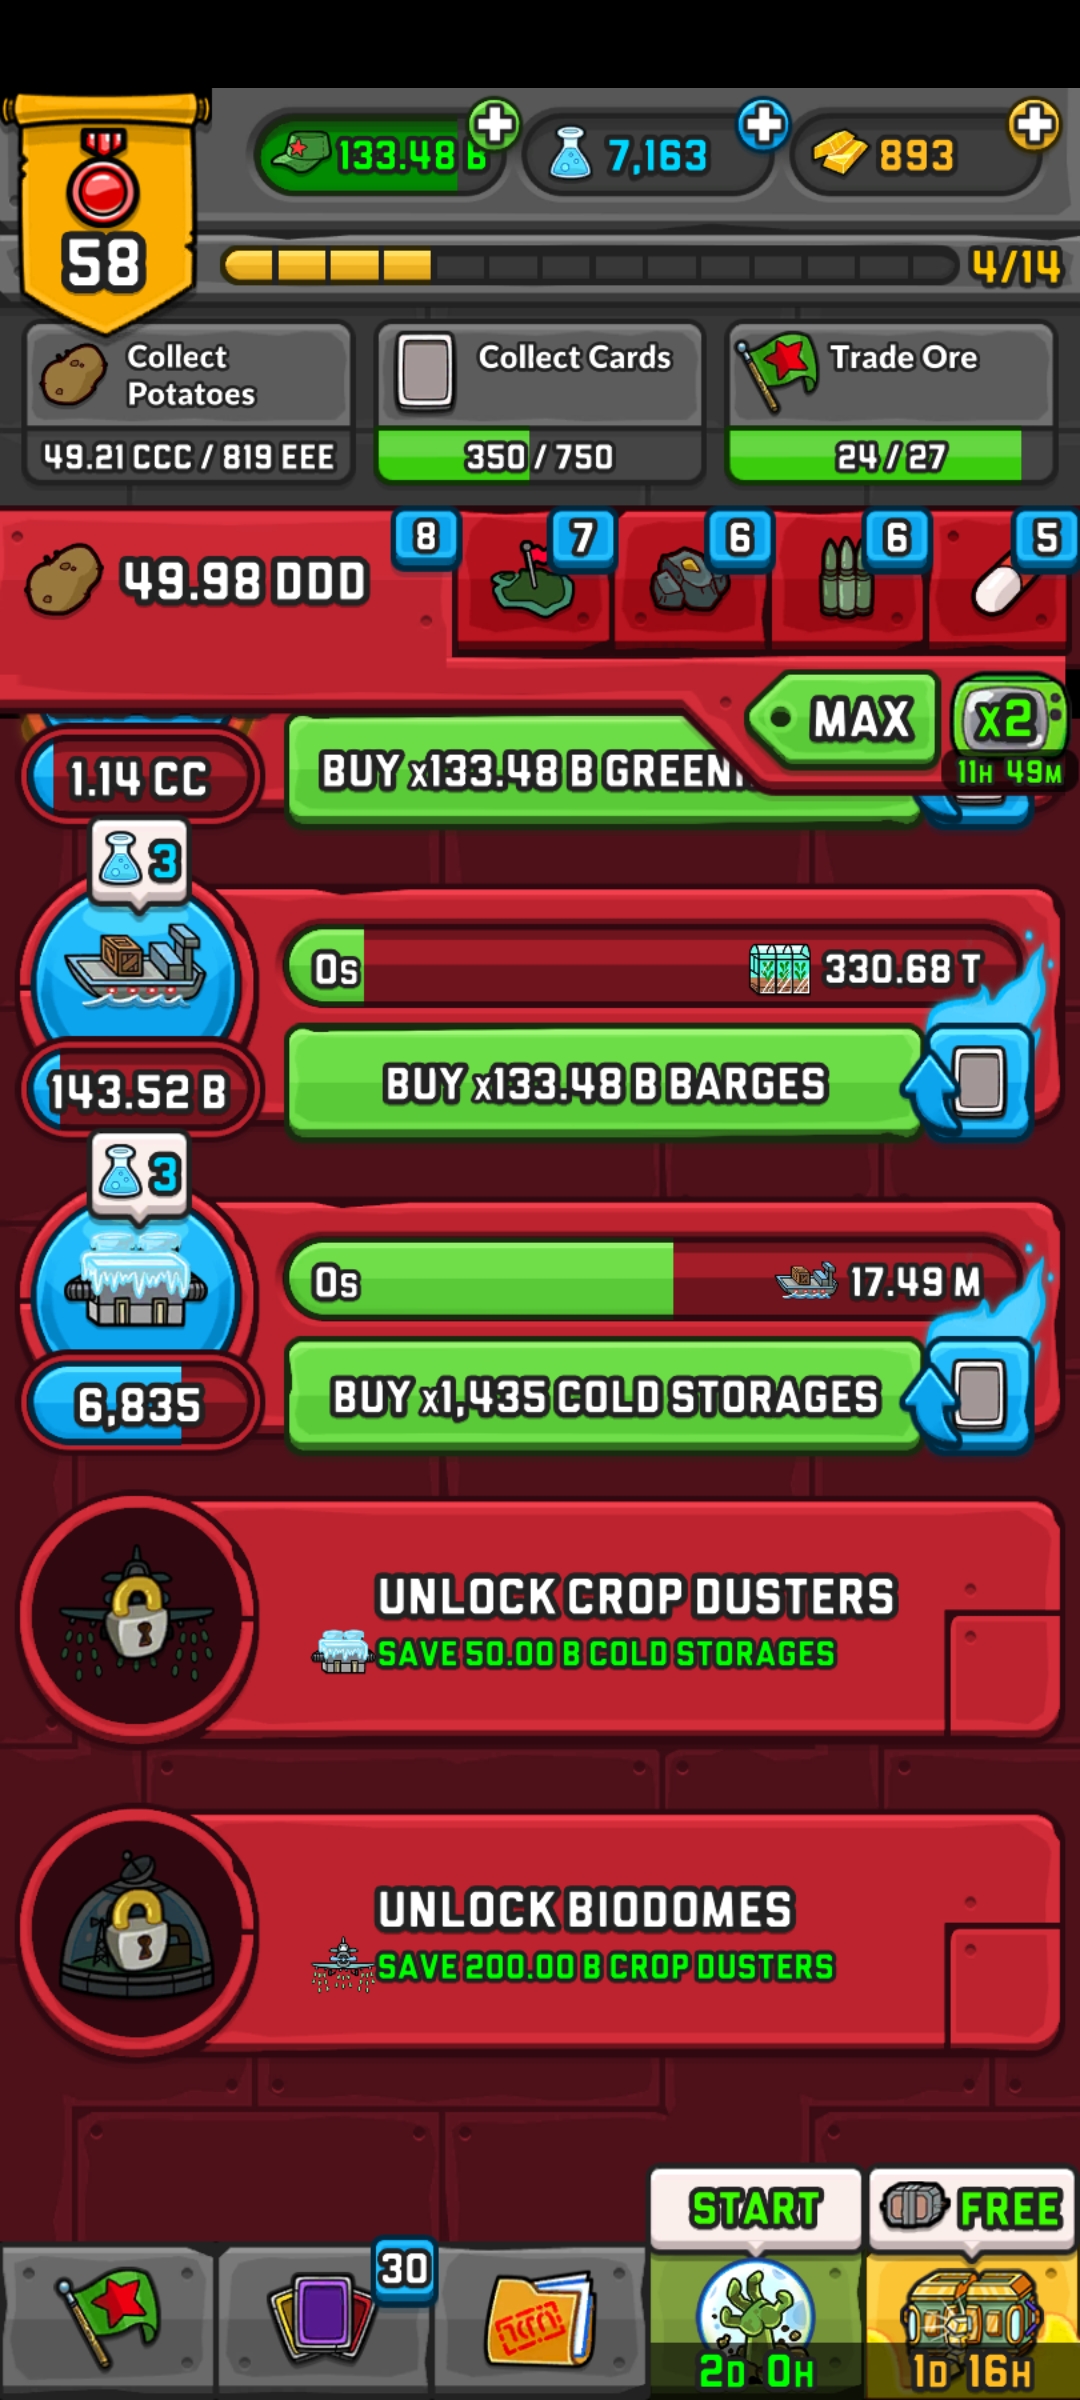 133.48 B
7,163
893
58
4/14
Collect Potatoes
49.21 CCC / 819 EEE
Collect Cards
350 / 750
Trade Ore
24 / 27
49.98 DDD
8
7
6
6
5
MAX
x2
11H 49M
1.14 CC
BUY x133.48 B GREEN
3
0s
330.68 T
143.52 B
BUY x133.48 B BARGES
3
0s
17.49 M
6,835
BUY x1,435 COLD STORAGES
UNLOCK CROP DUSTERS
SAVE 50.00 B COLD STORAGES
UNLOCK BIODOMES
SAVE 200.00 B CROP DUSTERS
START
FREE
30
2D 0H
1D 16H